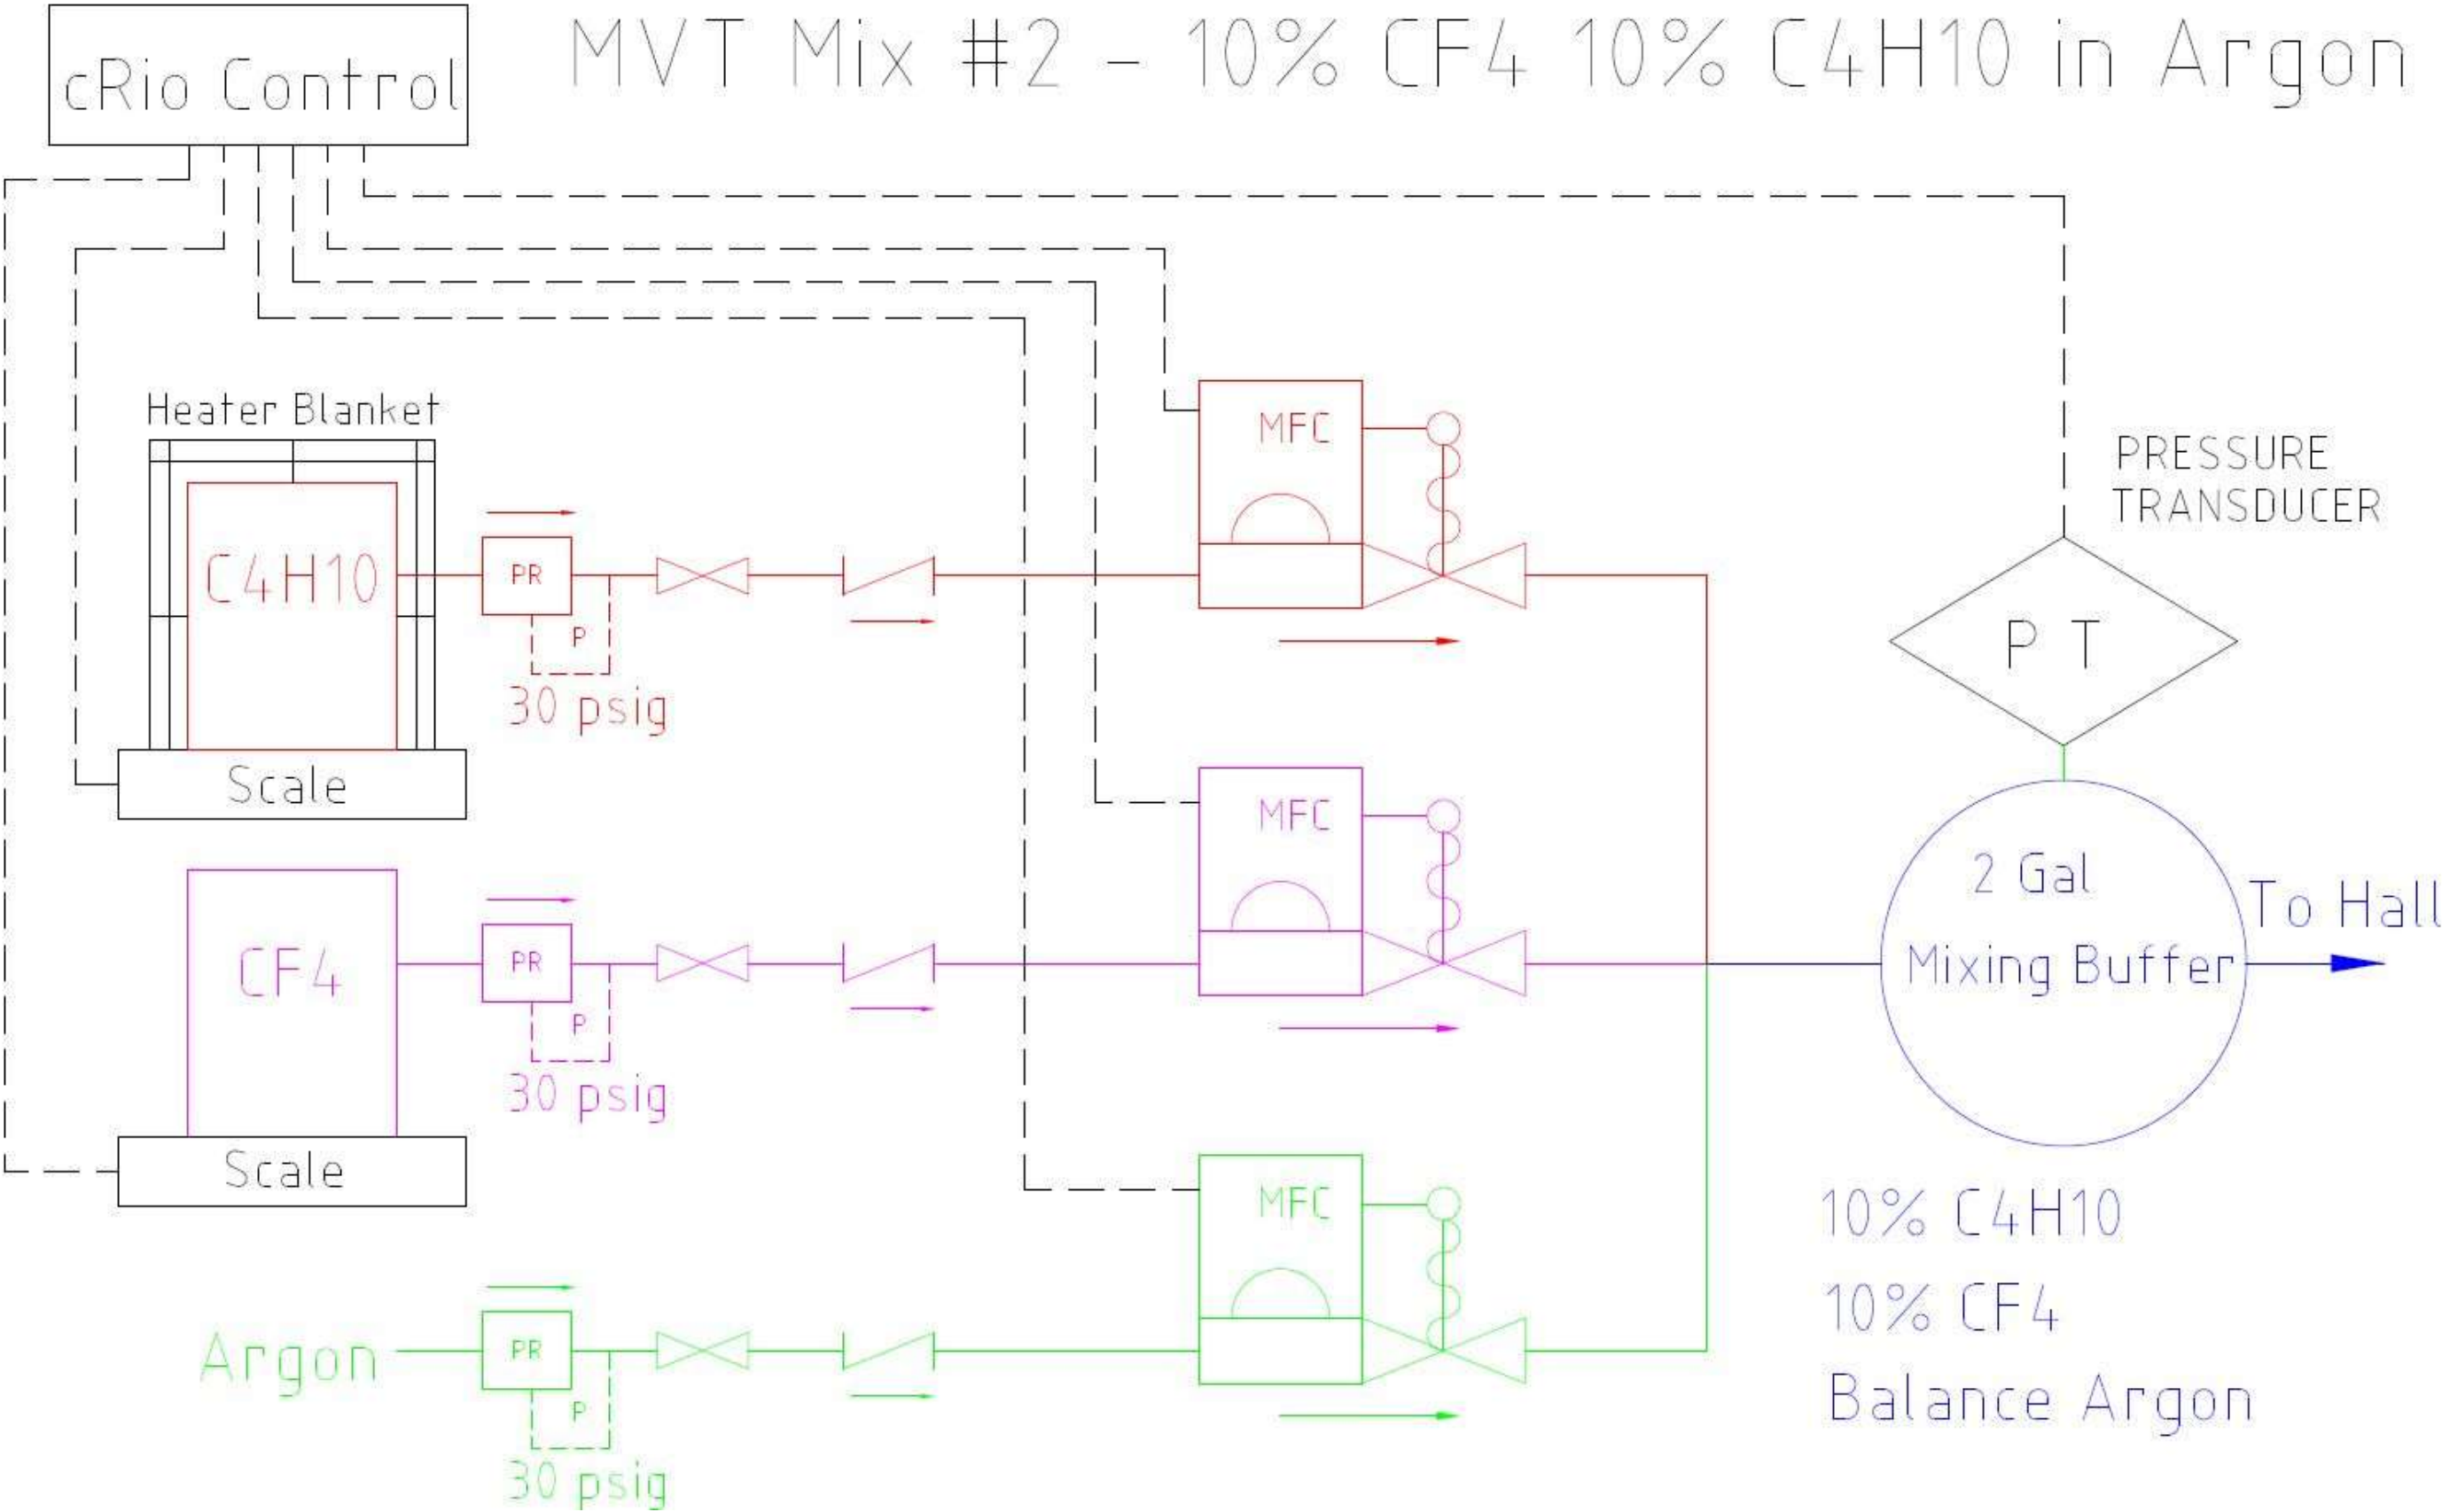 MVT Mix #2 - 10% CF4 10% C4H10 in Argon
cRio Control
Heater Blanket
C4H10
Scale
PR
P
30 psig
MFC
PRESSURE
TRANSDUCER
P T
CF4
Scale
PR
P
30 psig
MFC
2 Gal
Mixing Buffer
To Hall
Argon
PR
P
30 psig
MFC
10% C4H10
10% CF4
Balance Argon